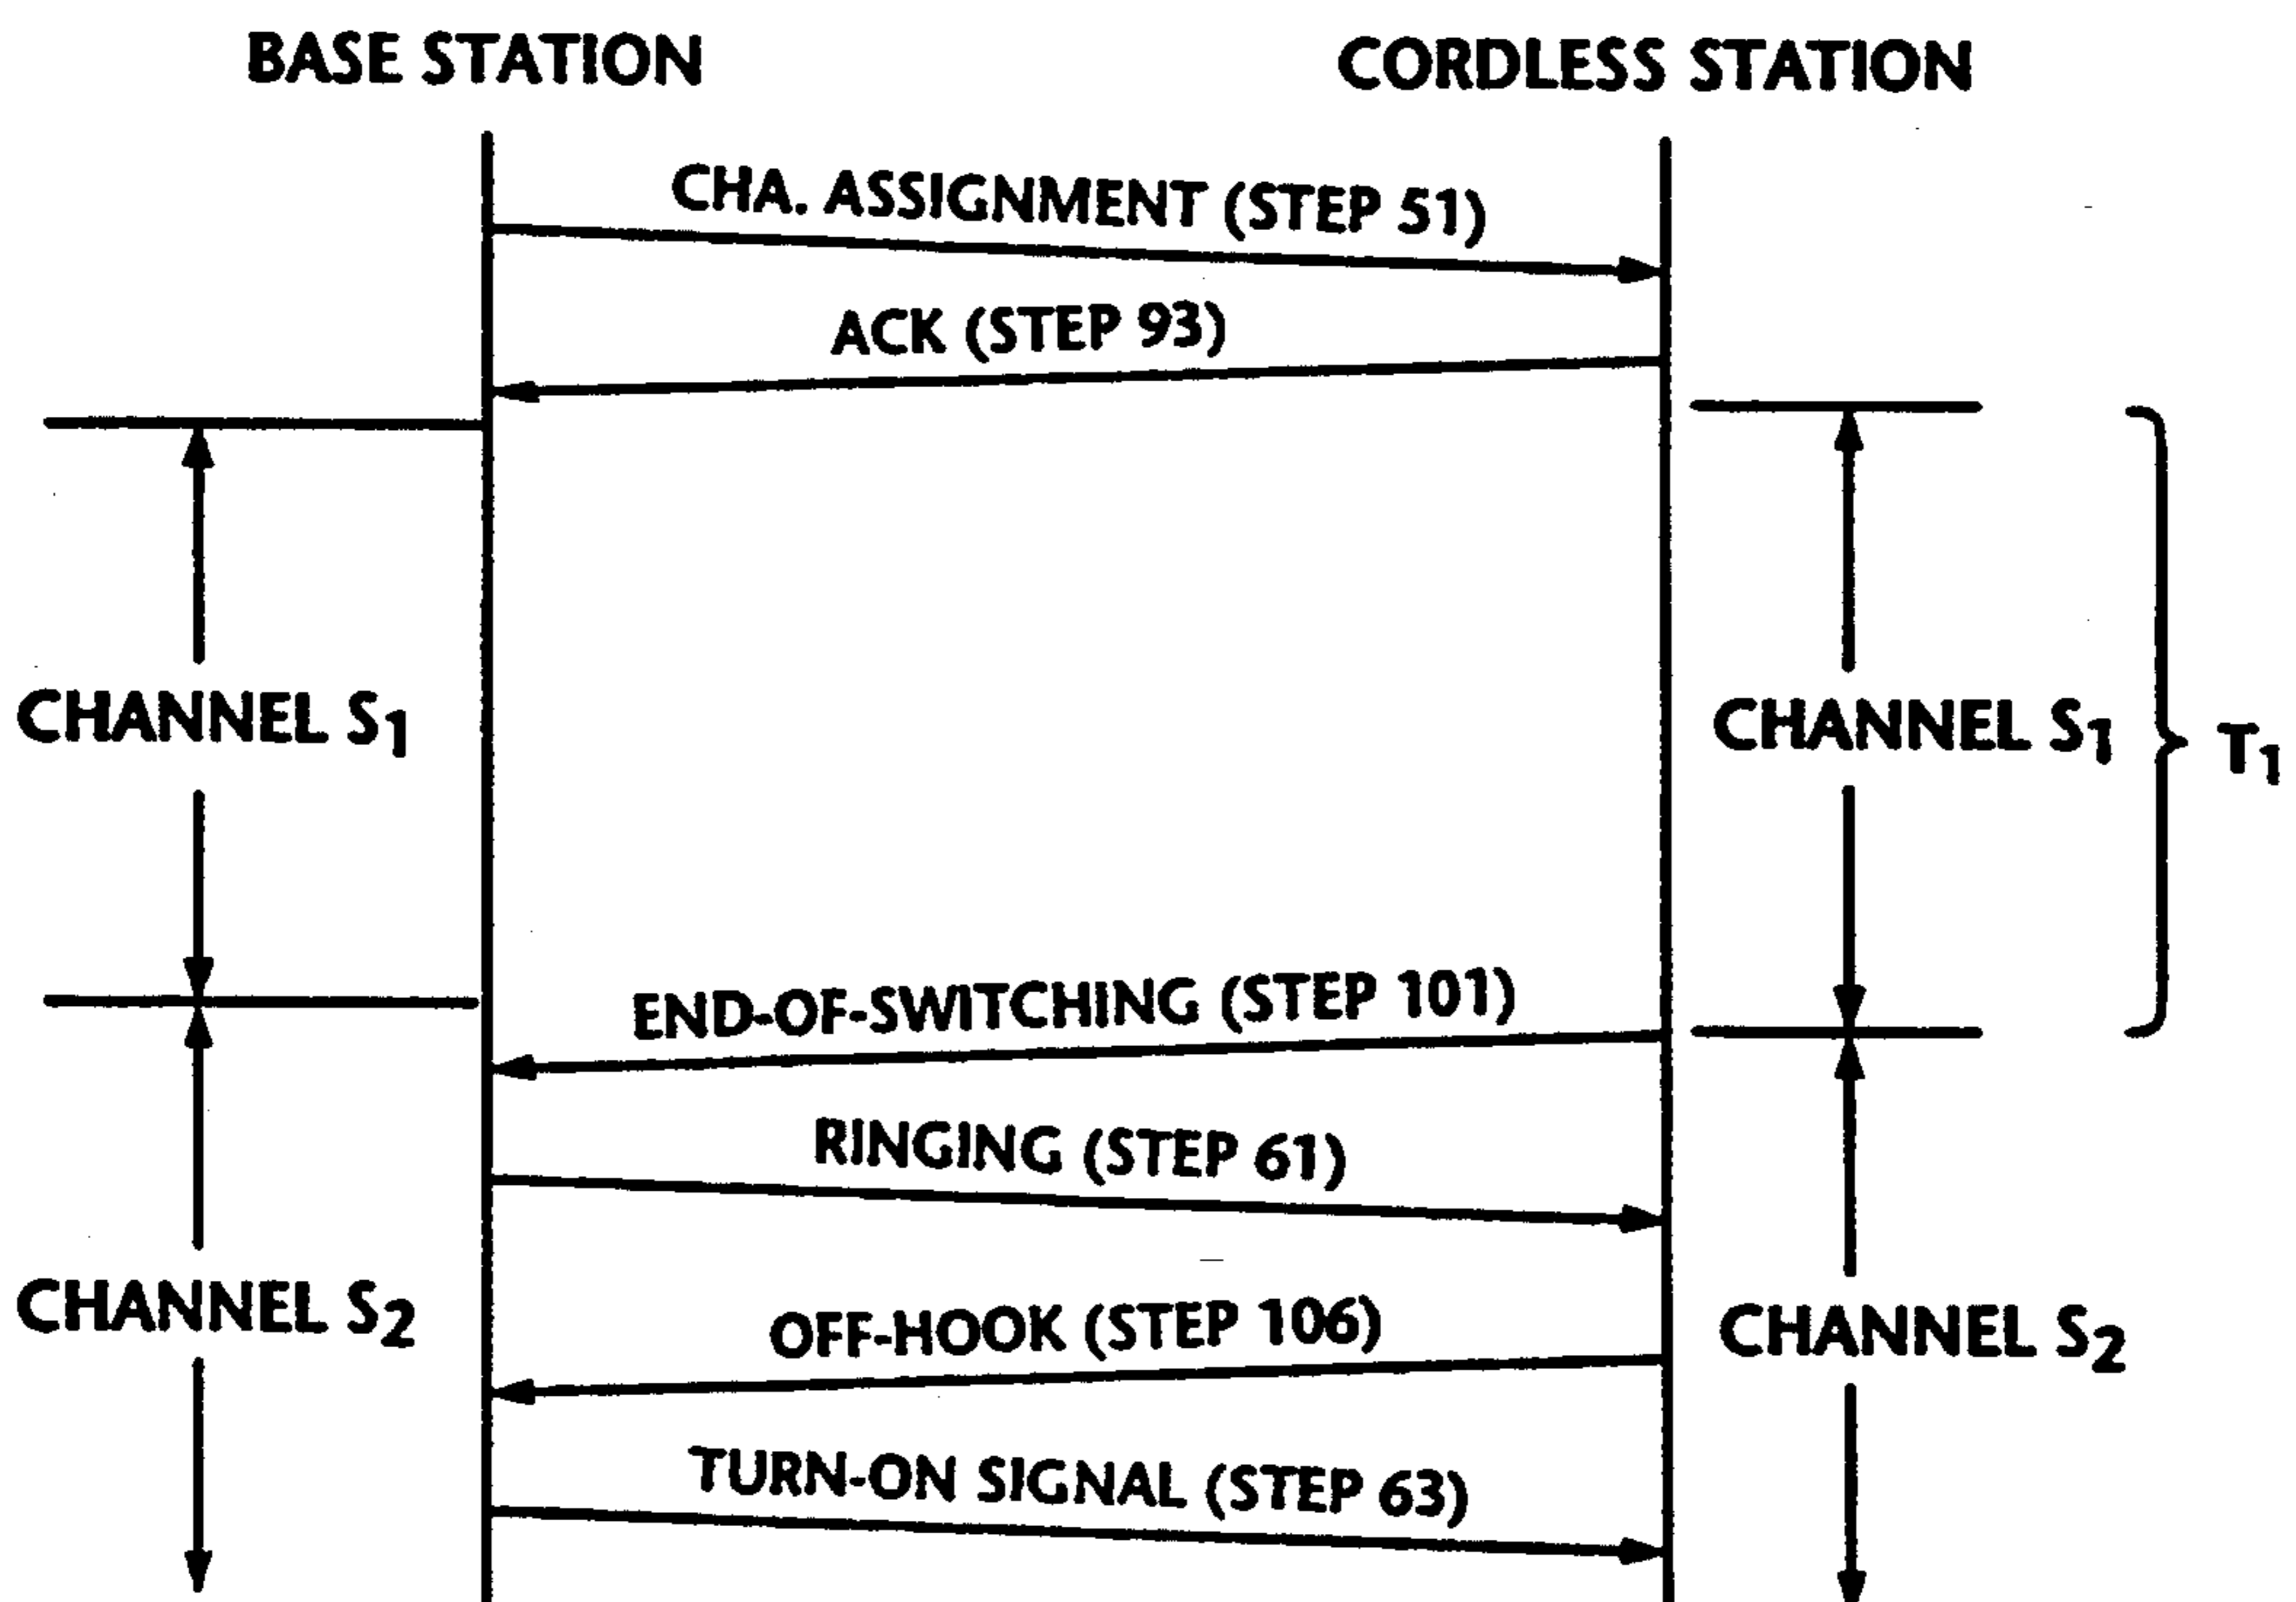 BASE STATION
CORDLESS STATION
CHA. ASSIGNMENT (STEP 51)
ACK (STEP 93)
CHANNEL S1
CHANNEL S1
T1
END-OF-SWITCHING (STEP 101)
RINGING (STEP 61)
OFF-HOOK (STEP 106)
CHANNEL S2
CHANNEL S2
TURN-ON SIGNAL (STEP 63)